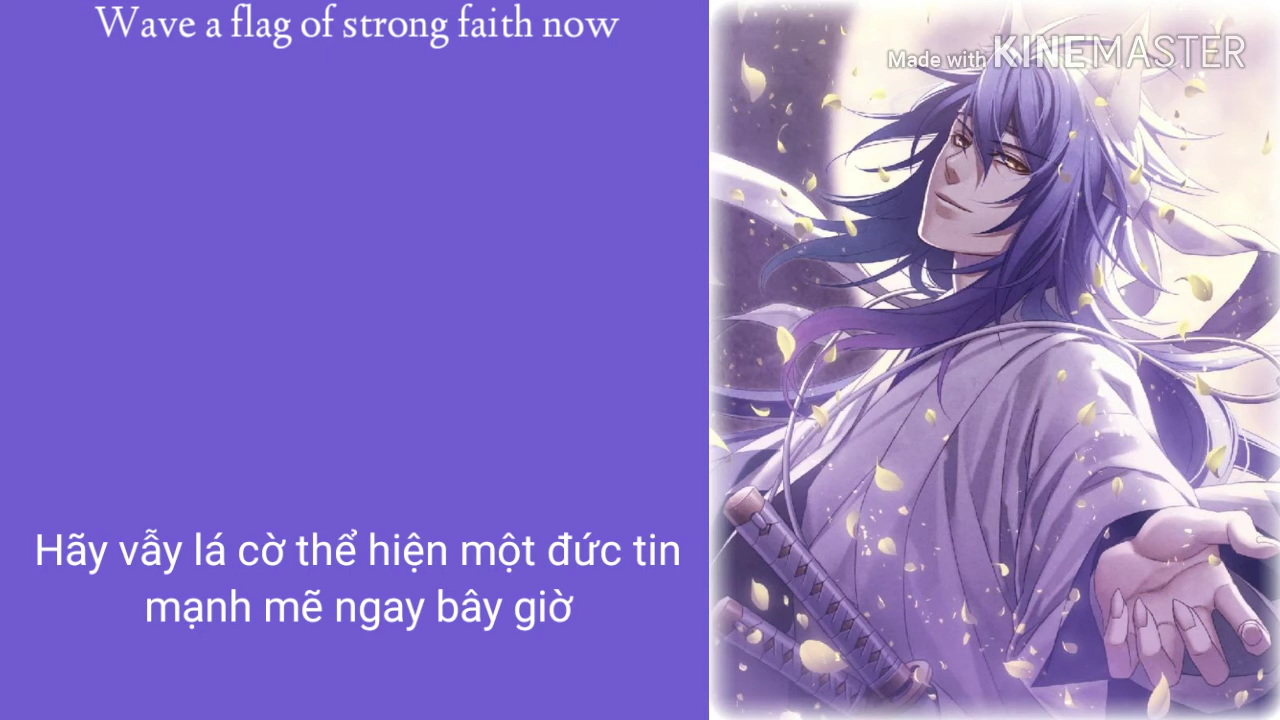 Wave a flag of strong faith now
Made with KINEMASTER
Hãy vẫy lá cờ thể hiện một đức tin
mạnh mẽ ngay bây giờ